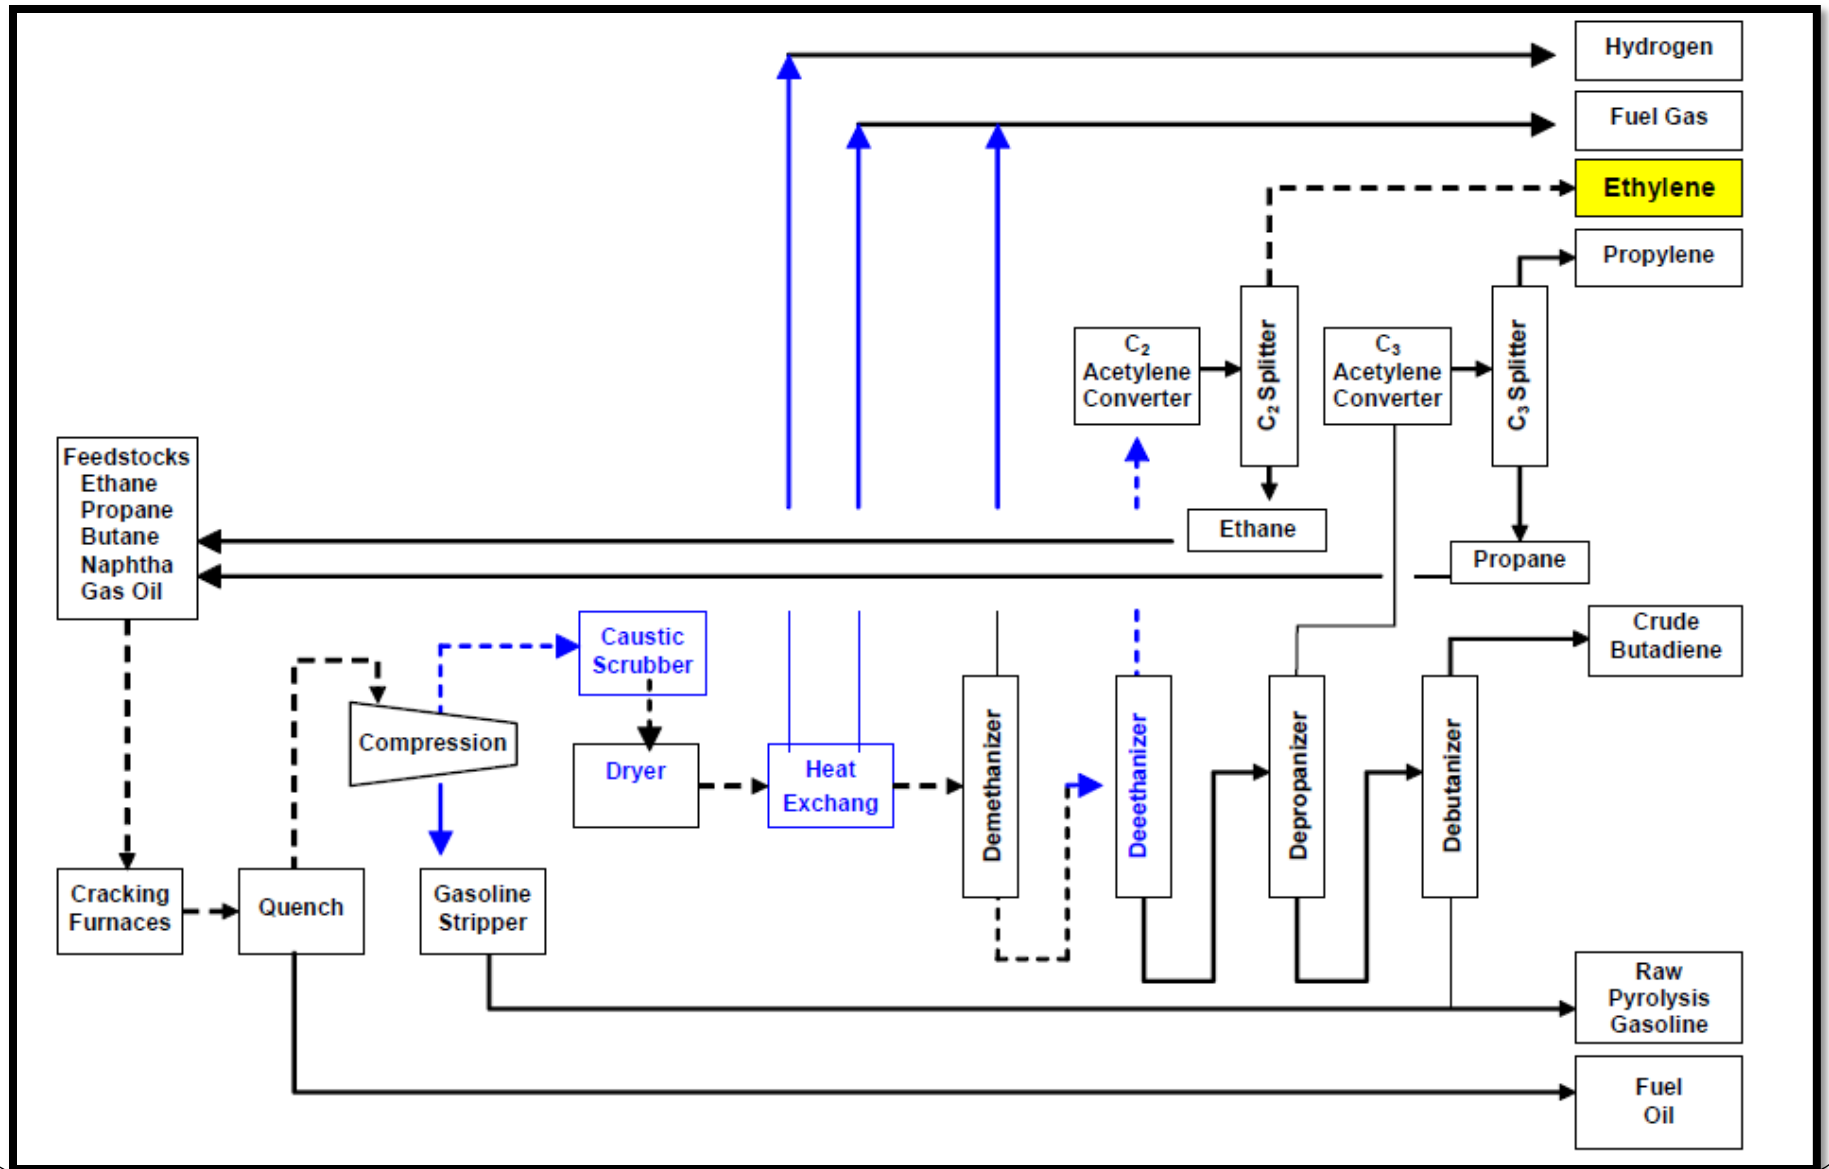 Hydrogen
Fuel Gas
Ethylene
Propylene
C2
Acetylene
Converter
C2 Splitter
C3
Acetylene
Converter
C3 Splitter
Feedstocks
Ethane
Propane
Butane
Naphtha
Gas Oil
Ethane
Propane
Caustic
Scrubber
Crude
Butadiene
Compression
Dryer
Heat
Exchang
Demethanizer
Deeethanizer
Depropanizer
Debutanizer
Cracking
Furnaces
Quench
Gasoline
Stripper
Raw
Pyrolysis
Gasoline
Fuel
Oil